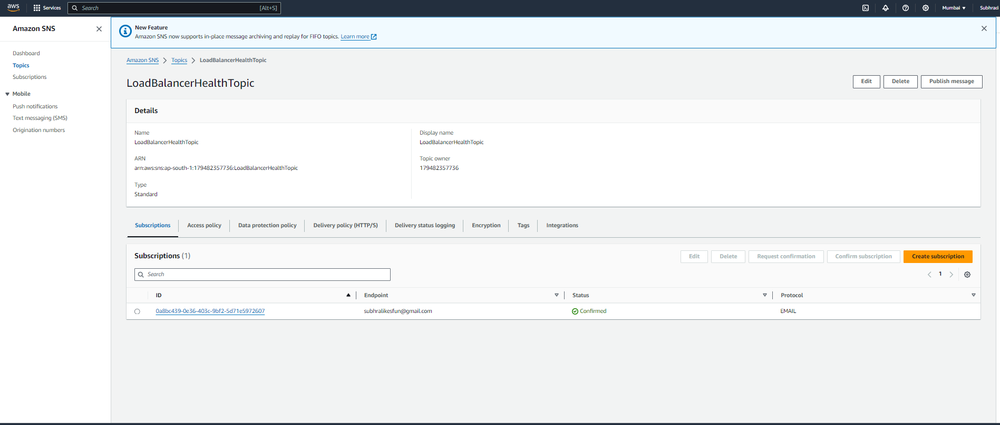 aws Services Search [Alt+S] Mumbai ▼ Subhrad
Amazon SNS
Dashboard
Topics
Subscriptions
Mobile
Push notifications
Text messaging (SMS)
Origination numbers
New Feature
Amazon SNS now supports in-place message archiving and replay for FIFO topics. Learn more
Amazon SNS > Topics > LoadBalancerHealthTopic
LoadBalancerHealthTopic
Edit Delete Publish message
Details
Name
LoadBalancerHealthTopic
ARN
arn:aws:sns:ap-south-1:179482357736:LoadBalancerHealthTopic
Type
Standard
Display name
LoadBalancerHealthTopic
Topic owner
179482357736
Subscriptions Access policy Data protection policy Delivery policy (HTTP/S) Delivery status logging Encryption Tags Integrations
Subscriptions (1)
Edit Delete Request confirmation Confirm subscription Create subscription
Search
1
ID Endpoint Status Protocol
0a8bc439-0e36-403c-9bf2-5d71e5972607 subhralikesfun@gmail.com Confirmed EMAIL